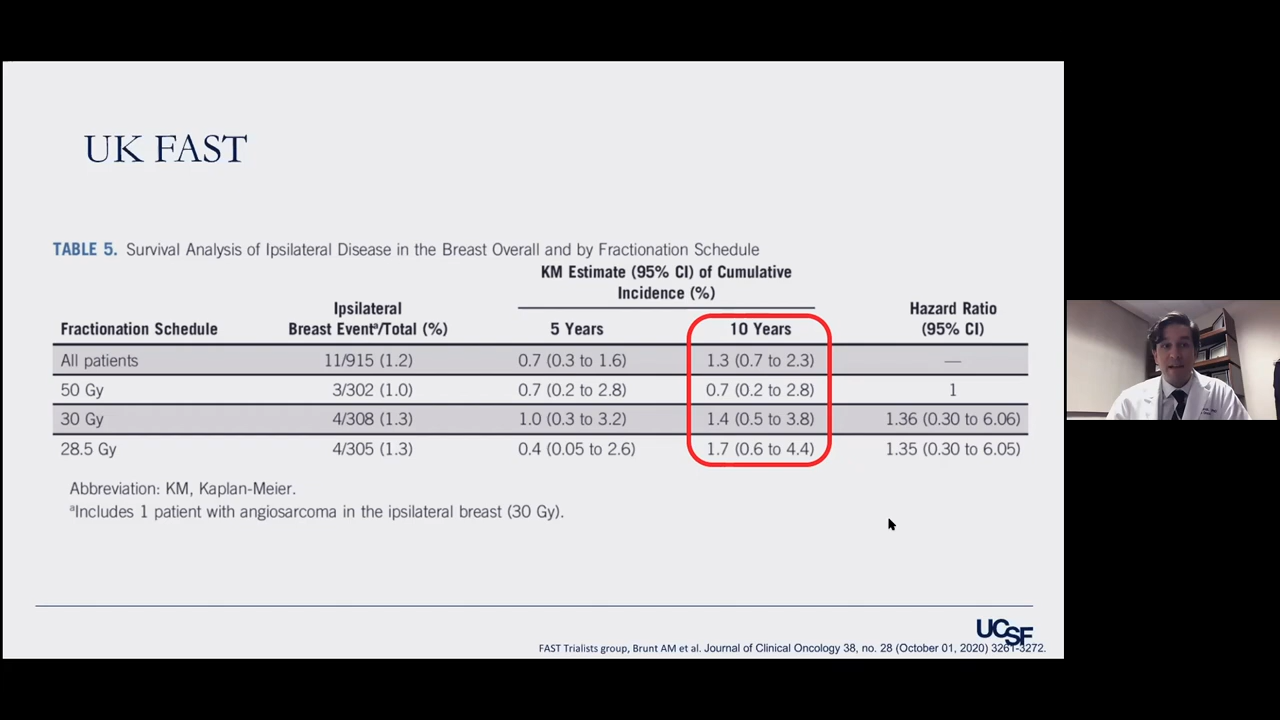 UK FAST
TABLE 5. Survival Analysis of Ipsilateral Disease in the Breast Overall and by Fractionation Schedule
KM Estimate (95% CI) of Cumulative
Incidence (%)
Ipsilateral
Hazard Ratio
Fractionation Schedule Breast Eventᵃ/Total (%) 5 Years 10 Years (95% CI)
All patients 11/915 (1.2) 0.7 (0.3 to 1.6) 1.3 (0.7 to 2.3) —
50 Gy 3/302 (1.0) 0.7 (0.2 to 2.8) 0.7 (0.2 to 2.8) 1
30 Gy 4/308 (1.3) 1.0 (0.3 to 3.2) 1.4 (0.5 to 3.8) 1.36 (0.30 to 6.06)
28.5 Gy 4/305 (1.3) 0.4 (0.05 to 2.6) 1.7 (0.6 to 4.4) 1.35 (0.30 to 6.05)
Abbreviation: KM, Kaplan-Meier.
ᵃIncludes 1 patient with angiosarcoma in the ipsilateral breast (30 Gy).
UCSF
FAST Trialists group, Brunt AM et al. Journal of Clinical Oncology 38, no. 28 (October 01, 2020) 3261-3272.